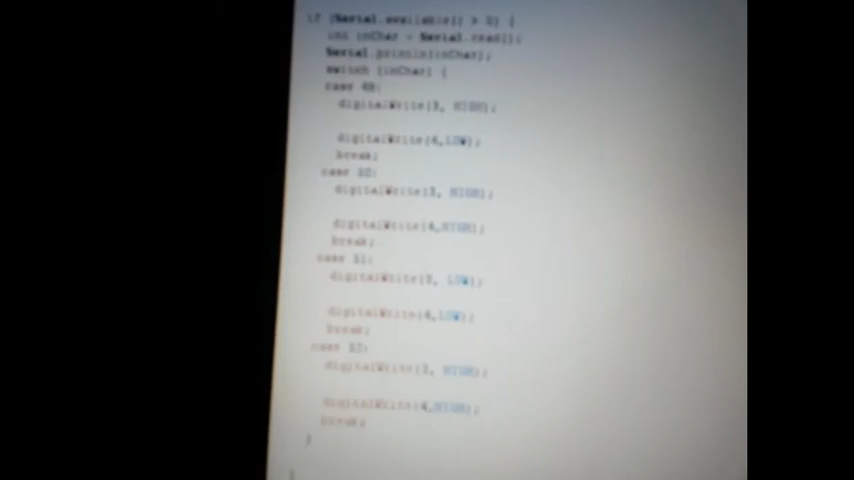 if (Serial.available() > 0) {
int inChar = Serial.read();
Serial.println(inChar);
switch (inChar) {
case
digitalWrite(3, HIGH);
digitalWrite(4,LOW);
break;
case
digitalWrite(3, HIGH);
digitalWrite(4,HIGH);
break;
case
digitalWrite(3, LOW);
digitalWrite(4,LOW);
break;
case
digitalWrite(3, HIGH);
digitalWrite(4,HIGH);
break;
}